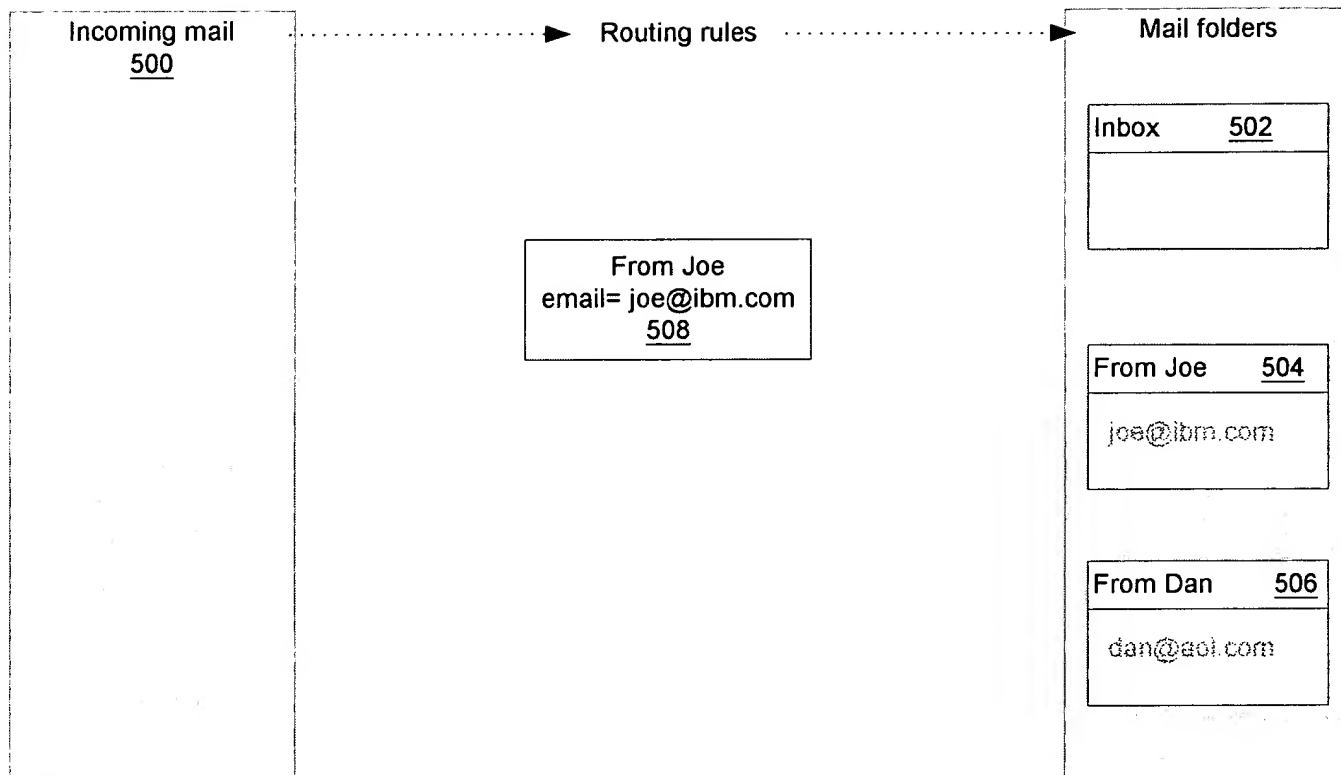 Incoming mail
500
Routing rules
Mail folders
Inbox 502
From Joe
email= joe@ibm.com
508
From Joe 504
joe@ibm.com
From Dan 506
dan@aol.com